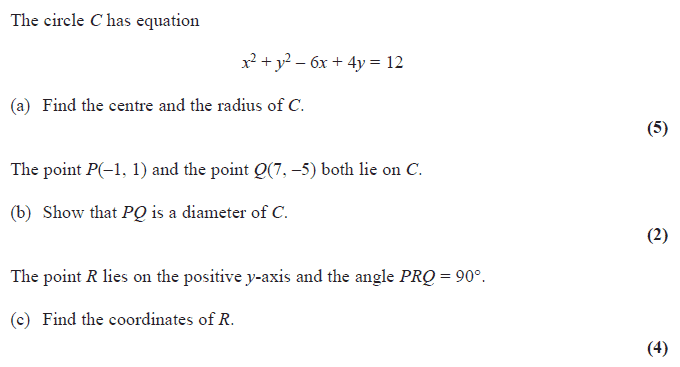 The circle C has equation
x² + y² – 6x + 4y = 12
(a) Find the centre and the radius of C.
(5)
The point P(–1, 1) and the point Q(7, –5) both lie on C.
(b) Show that PQ is a diameter of C.
(2)
The point R lies on the positive y-axis and the angle PRQ = 90°.
(c) Find the coordinates of R.
(4)